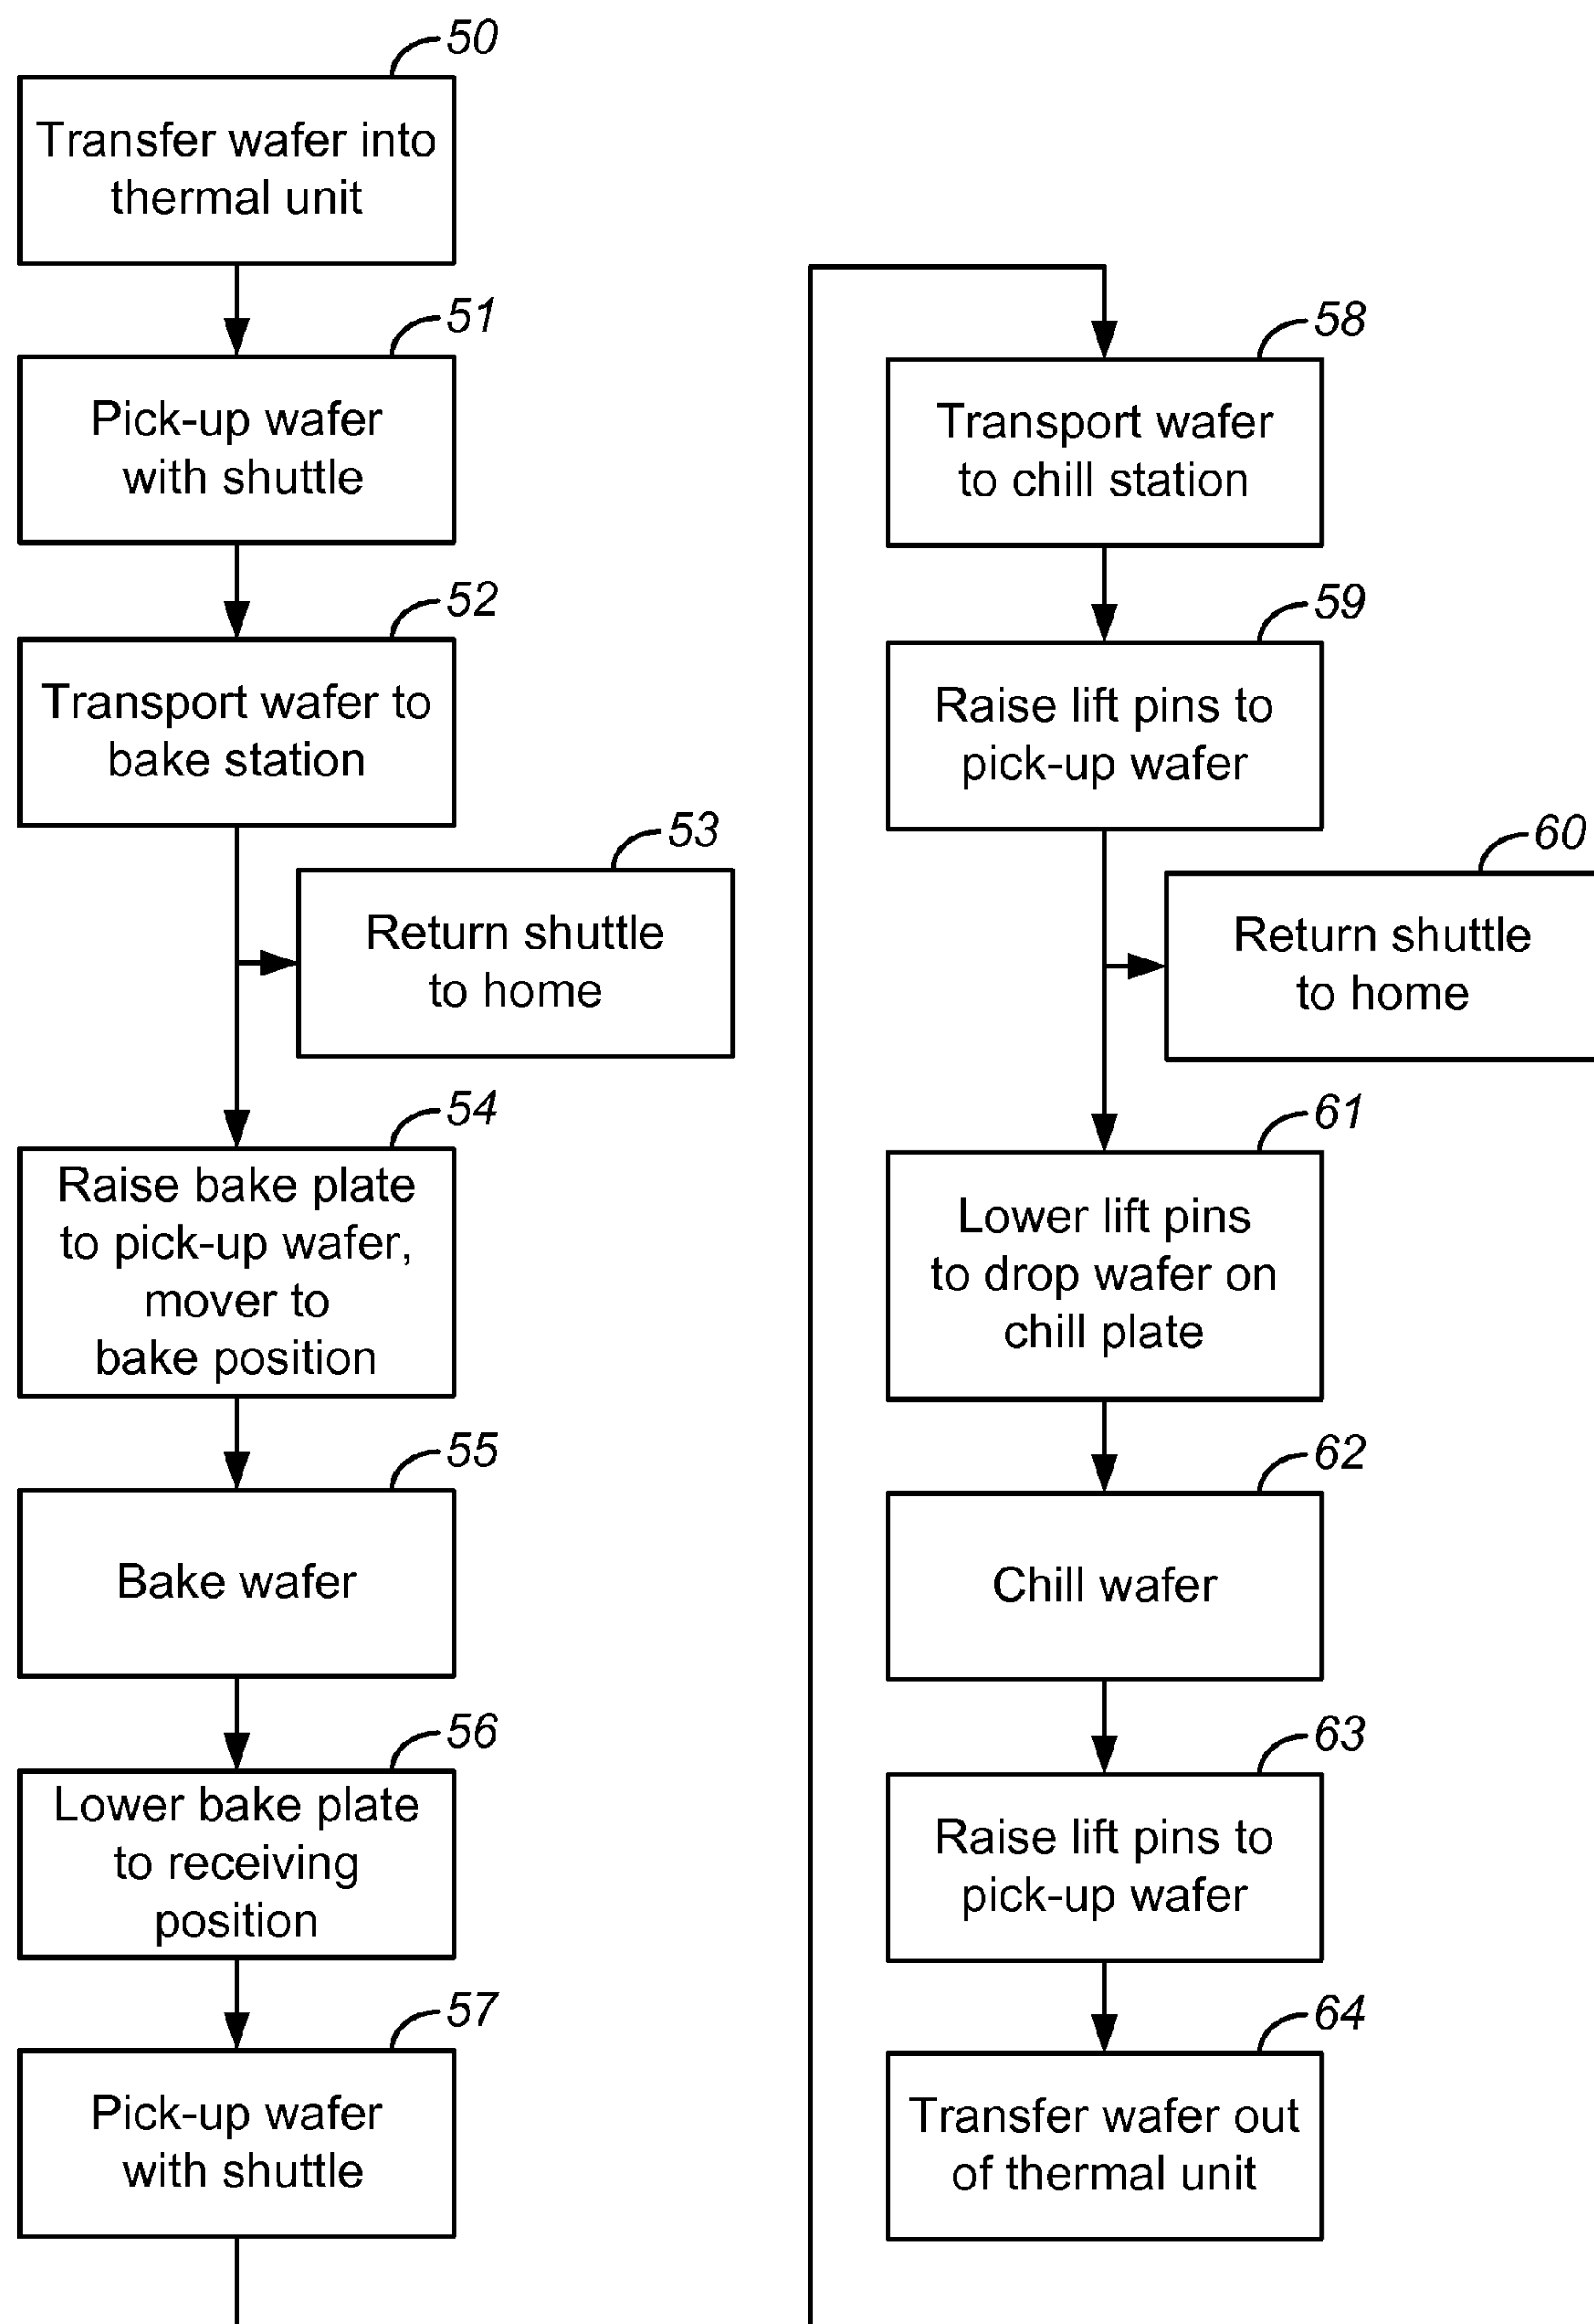 50
Transfer wafer into
thermal unit
51
Pick-up wafer
with shuttle
52
Transport wafer to
bake station
53
Return shuttle
to home
54
Raise bake plate
to pick-up wafer,
mover to
bake position
55
Bake wafer
56
Lower bake plate
to receiving
position
57
Pick-up wafer
with shuttle
58
Transport wafer
to chill station
59
Raise lift pins to
pick-up wafer
60
Return shuttle
to home
61
Lower lift pins
to drop wafer on
chill plate
62
Chill wafer
63
Raise lift pins to
pick-up wafer
64
Transfer wafer out
of thermal unit